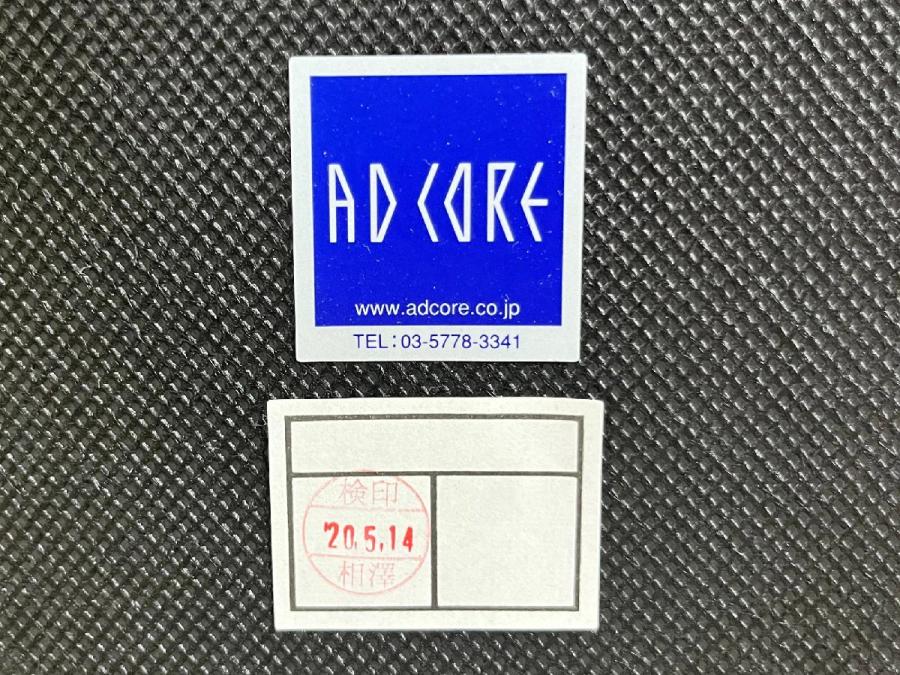 AD CORE
www.adcore.co.jp
TEL：03-5778-3341
検印
'20.5.14
相澤